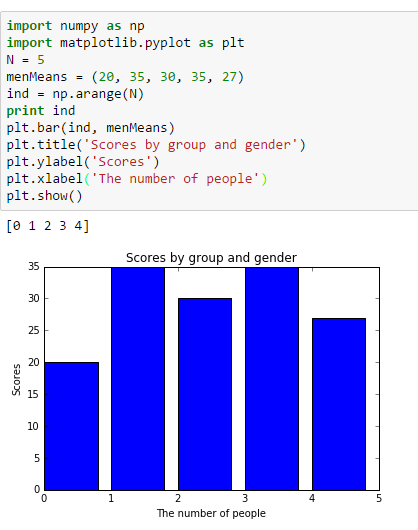 import numpy as np
import matplotlib.pyplot as plt
N = 5
menMeans = (20, 35, 30, 35, 27)
ind = np.arange(N)
print ind
plt.bar(ind, menMeans)
plt.title('Scores by group and gender')
plt.ylabel('Scores')
plt.xlabel('The number of people')
plt.show()
[0 1 2 3 4]
Scores by group and gender
35
30
25
20
15
10
5
0
Scores
0 1 2 3 4 5
The number of people